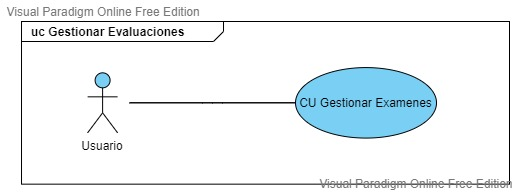 Visual Paradigm Online Free Edition
uc Gestionar Evaluaciones
CU Gestionar Examenes
Usuario
Visual Paradigm Online Free Edition